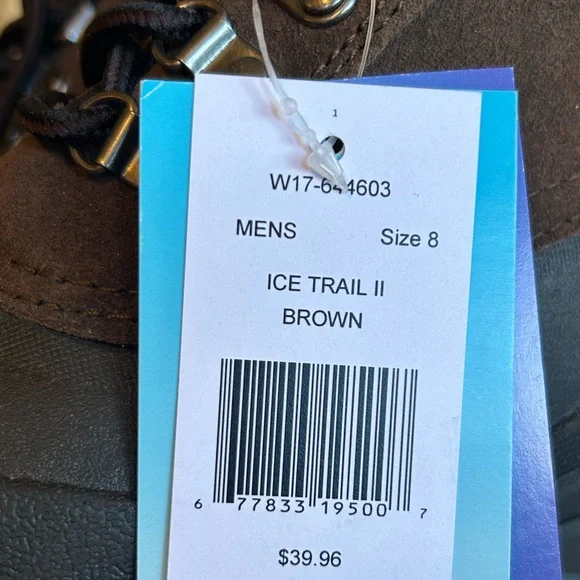 1
W17-644603
MENS Size 8
ICE TRAIL II
BROWN
6 77833 19500 7
$39.96